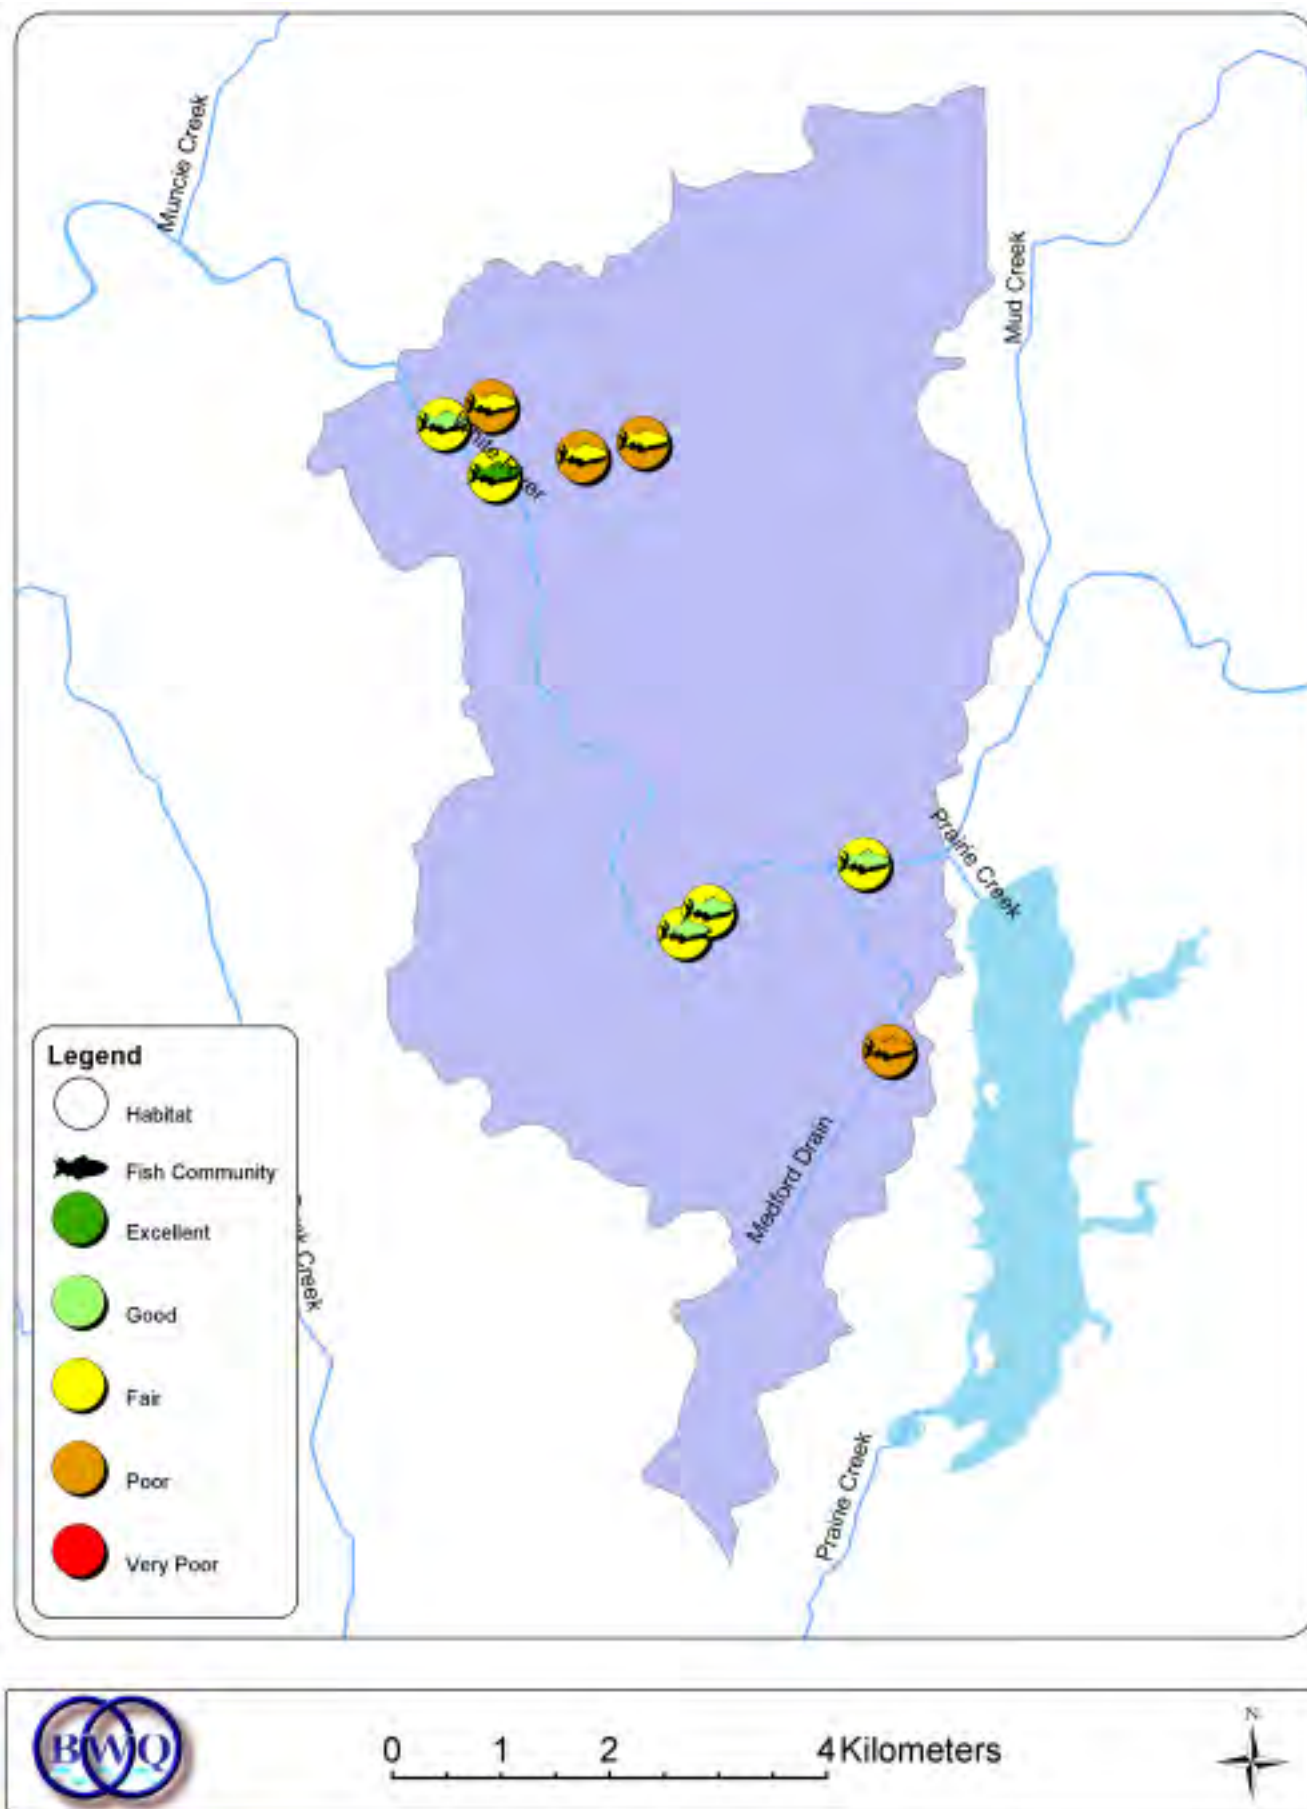 Muncie Creek
Mud Creek
Prairie Creek
Medford Drain
Prairie Creek
Creek
Legend
Habitat
Fish Community
Excellent
Good
Fair
Poor
Very Poor
BWQ
0 1 2 4 Kilometers
N